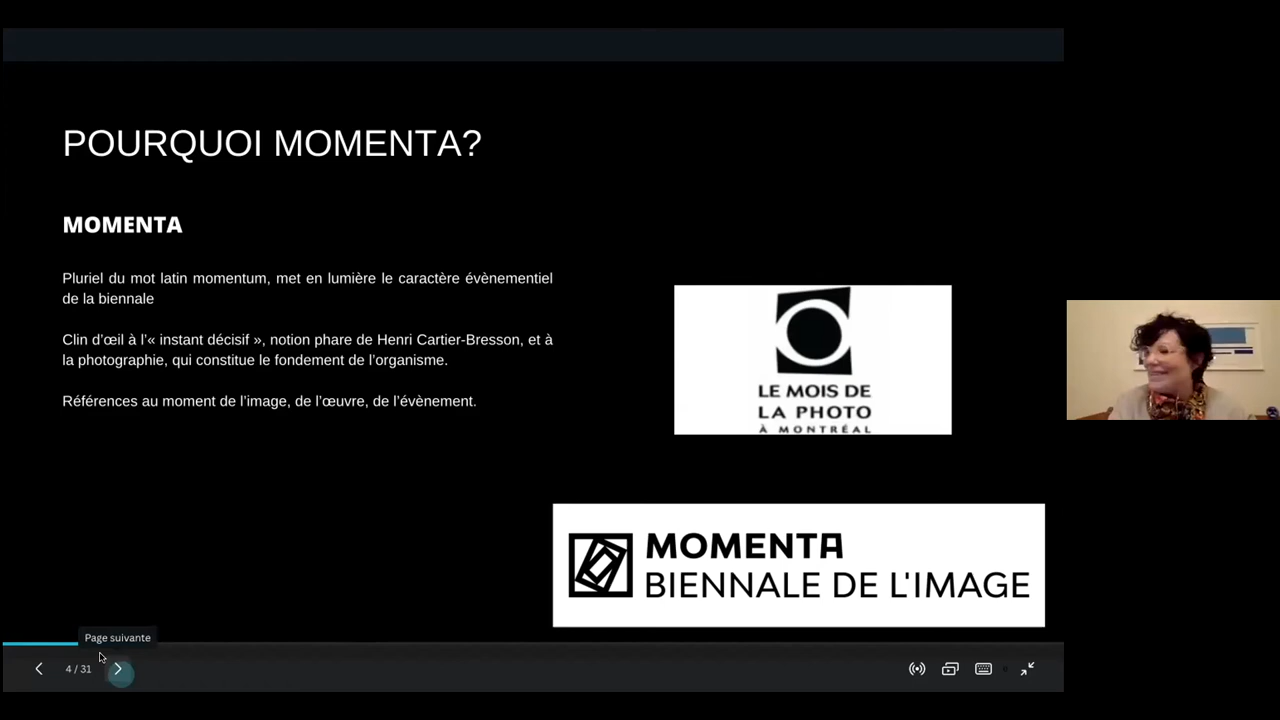 POURQUOI MOMENTA?
MOMENTA
Pluriel du mot latin momentum, met en lumière le caractère évènementiel
de la biennale
Clin d'œil à l'« instant décisif », notion phare de Henri Cartier-Bresson, et à
la photographie, qui constitue le fondement de l'organisme.
Références au moment de l'image, de l'œuvre, de l'évènement.
LE MOIS DE
LA PHOTO
À MONTRÉAL
MOMENTA
BIENNALE DE L'IMAGE
Page suivante
4 / 31